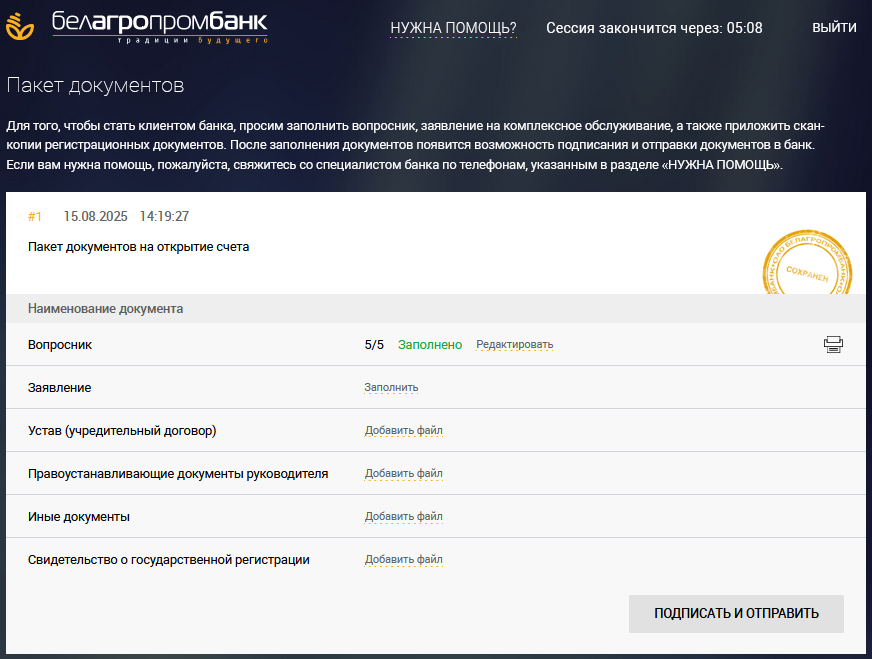 белагропромбанк
традиции будущего
НУЖНА ПОМОЩЬ?
Сессия закончится через: 05:08
ВЫЙТИ
Пакет документов
Для того, чтобы стать клиентом банка, просим заполнить вопросник, заявление на комплексное обслуживание, а также приложить скан-
копии регистрационных документов. После заполнения документов появится возможность подписания и отправки документов в банк.
Если вам нужна помощь, пожалуйста, свяжитесь со специалистом банка по телефонам, указанным в разделе «НУЖНА ПОМОЩЬ».
#1 15.08.2025 14:19:27
Пакет документов на открытие счета
ОАО БЕЛАГРОПРОМБАНК
СОХРАНЕН
Наименование документа
Вопросник 5/5 Заполнено Редактировать
Заявление Заполнить
Устав (учредительный договор) Добавить файл
Правоустанавливающие документы руководителя Добавить файл
Иные документы Добавить файл
Свидетельство о государственной регистрации Добавить файл
ПОДПИСАТЬ И ОТПРАВИТЬ